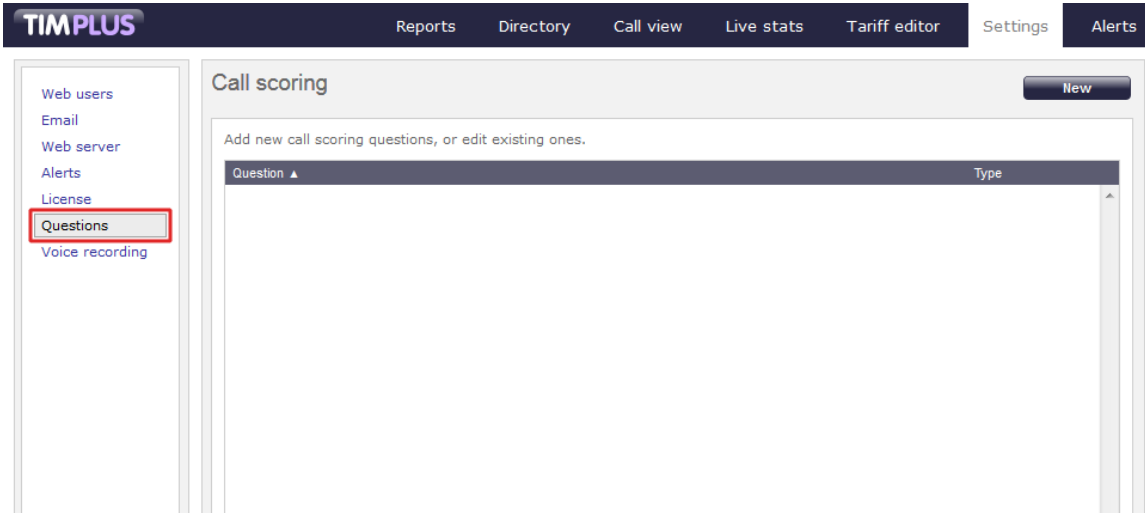 TIMPLUS Reports Directory Call view Live stats Tariff editor Settings Alerts
Web users
Email
Web server
Alerts
License
Questions
Voice recording
Call scoring
New
Add new call scoring questions, or edit existing ones.
Question ▲ Type